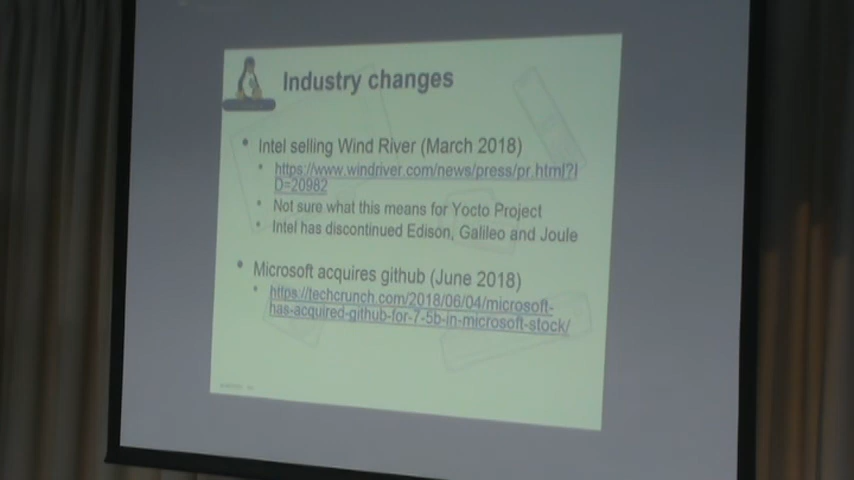 Industry changes
• Intel selling Wind River (March 2018)
• https://www.windriver.com/news/press/pr.html?I
D=20982
• Not sure what this means for Yocto Project
• Intel has discontinued Edison, Galileo and Joule
• Microsoft acquires github (June 2018)
• https://techcrunch.com/2018/06/04/microsoft-
has-acquired-github-for-7-5b-in-microsoft-stock/